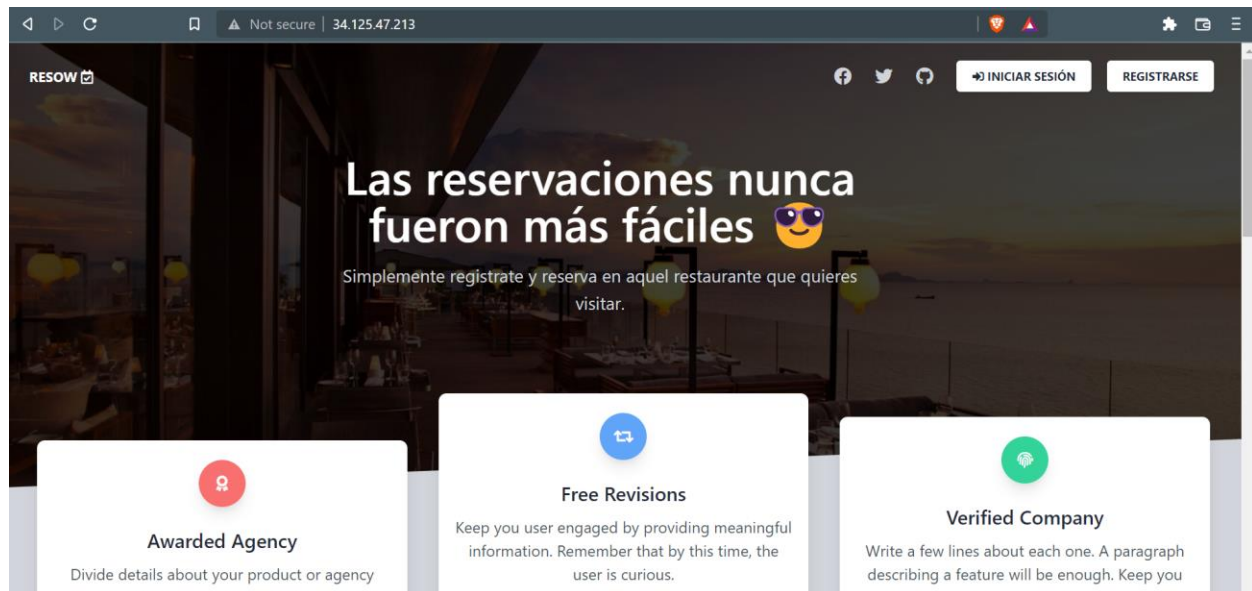 Not secure | 34.125.47.213
RESOW
INICIAR SESIÓN
REGISTRARSE
Las reservaciones nunca
fueron más fáciles 😎
Simplemente registrate y reserva en aquel restaurante que quieres
visitar.
Awarded Agency
Divide details about your product or agency
Free Revisions
Keep you user engaged by providing meaningful
information. Remember that by this time, the
user is curious.
Verified Company
Write a few lines about each one. A paragraph
describing a feature will be enough. Keep you